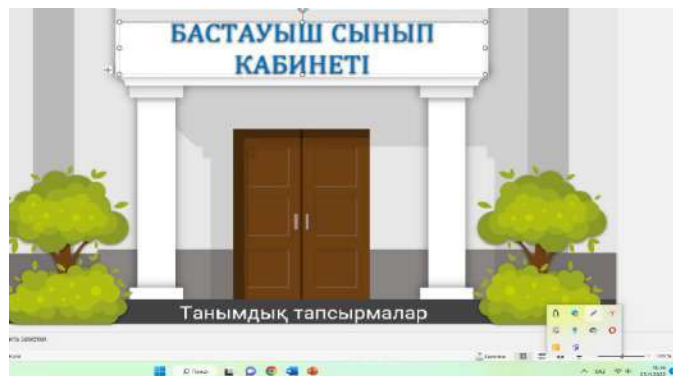 БАСТАУЫШ СЫНЫП
КАБИНЕТІ
Танымдық тапсырмалар